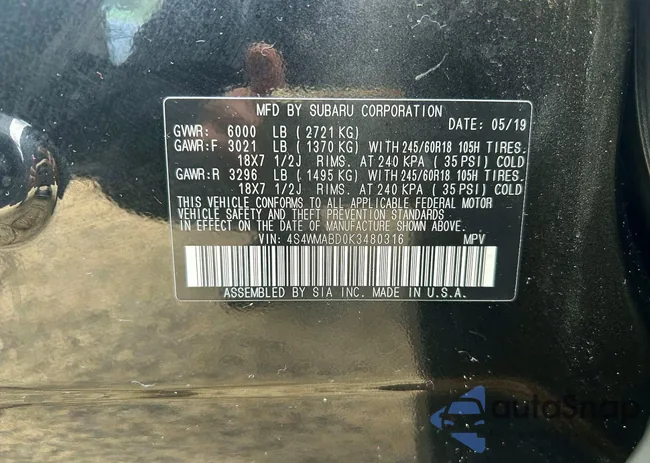 MFD BY SUBARU CORPORATION
GVWR: 6000 LB ( 2721 KG) DATE: 05/19
GAWR:F 3021 LB ( 1370 KG) WITH 245/60R18 105H TIRES.
18X7 1/2J RIMS. AT 240 KPA ( 35 PSI) COLD
GAWR:R 3296 LB ( 1495 KG) WITH 245/60R18 105H TIRES.
18X7 1/2J RIMS. AT 240 KPA ( 35 PSI) COLD
THIS VEHICLE CONFORMS TO ALL APPLICABLE FEDERAL MOTOR
VEHICLE SAFETY AND THEFT PREVENTION STANDARDS
IN EFFECT ON THE DATE OF MANUFACTURE SHOWN ABOVE.
VIN: 4S4WMABD0K3480316 MPV
ASSEMBLED BY SIA INC. MADE IN U.S.A.
autoSnap